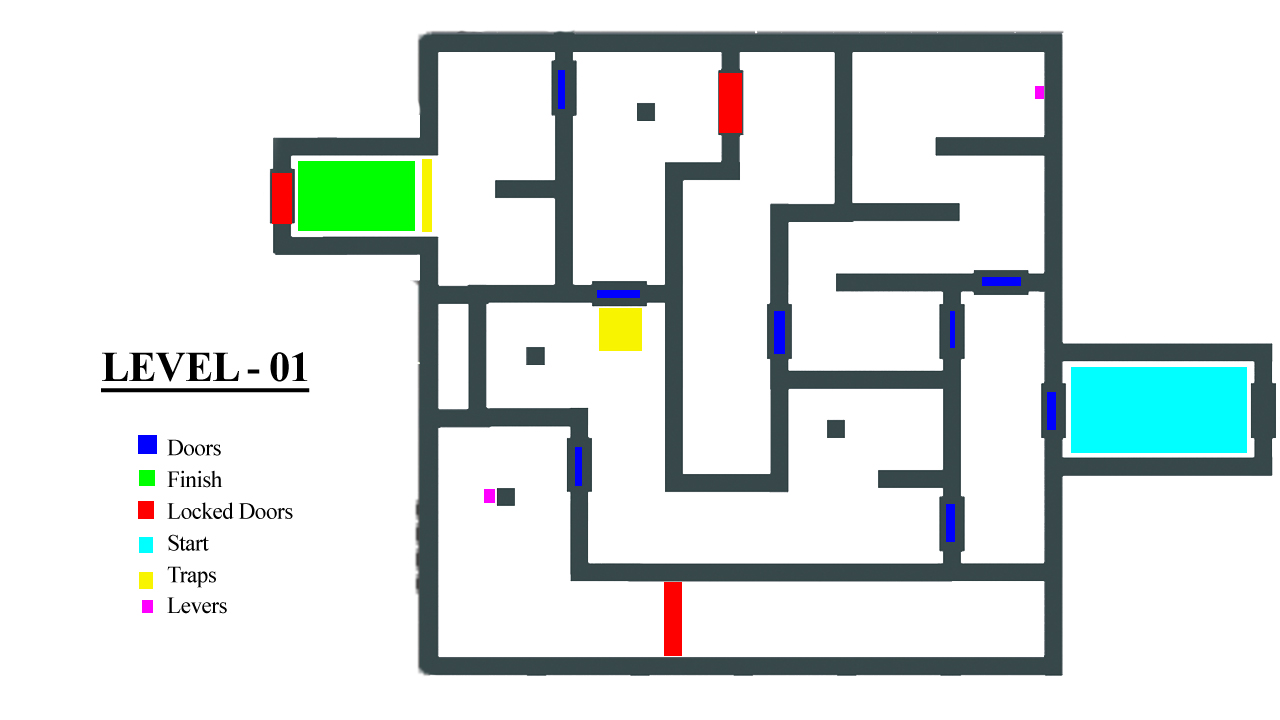 LEVEL - 01
Doors
Finish
Locked Doors
Start
Traps
Levers